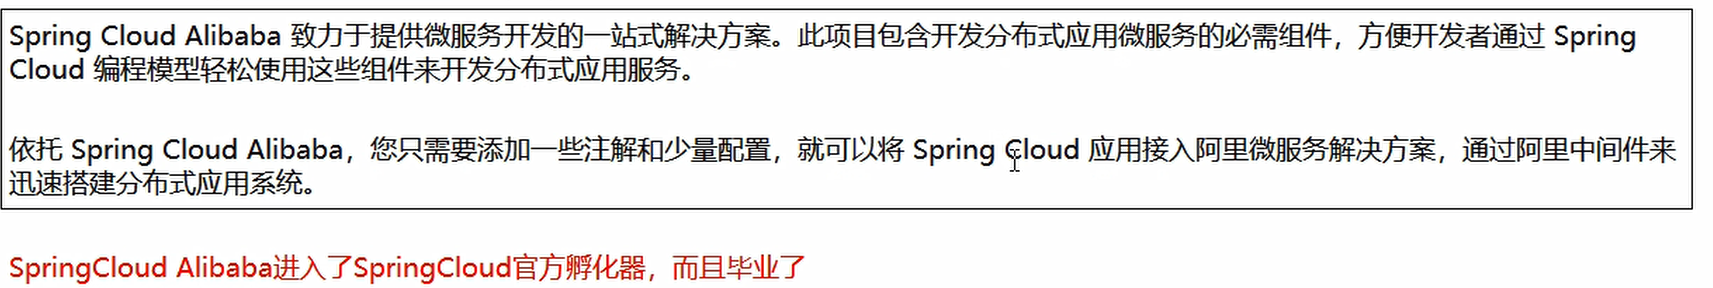 Spring Cloud Alibaba 致力于提供微服务开发的一站式解决方案。此项目包含开发分布式应用微服务的必需组件，方便开发者通过 Spring
Cloud 编程模型轻松使用这些组件来开发分布式应用服务。
依托 Spring Cloud Alibaba，您只需要添加一些注解和少量配置，就可以将 Spring Cloud 应用接入阿里微服务解决方案，通过阿里中间件来
迅速搭建分布式应用系统。
SpringCloud Alibaba进入了SpringCloud官方孵化器，而且毕业了